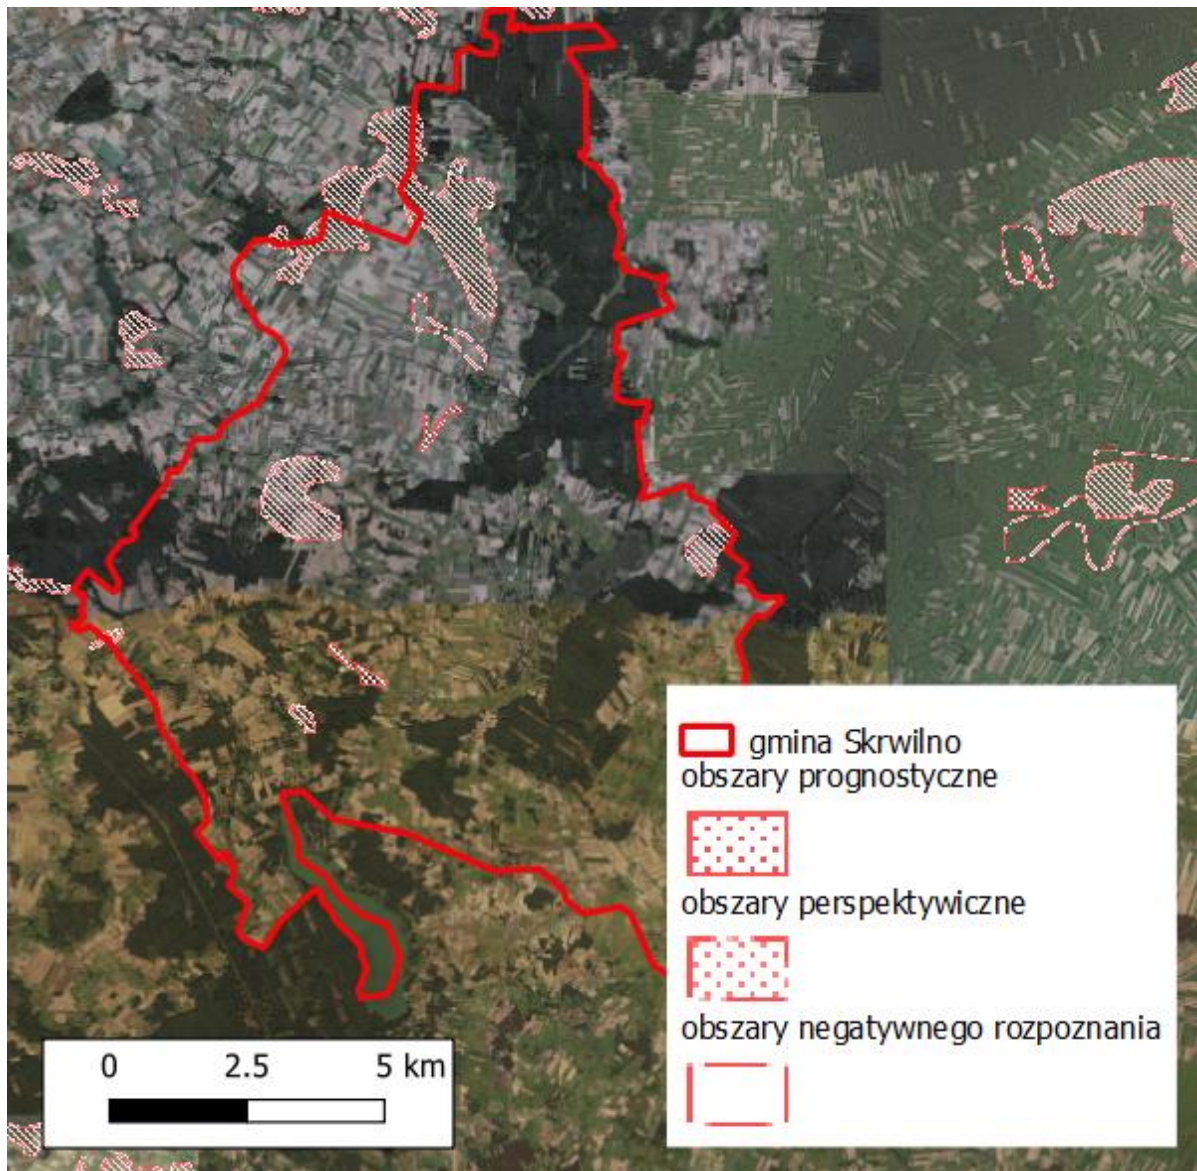 gmina Skrwilno
obszary prognostyczne
obszary perspektywiczne
obszary negatywnego rozpoznania
0 2.5 5 km